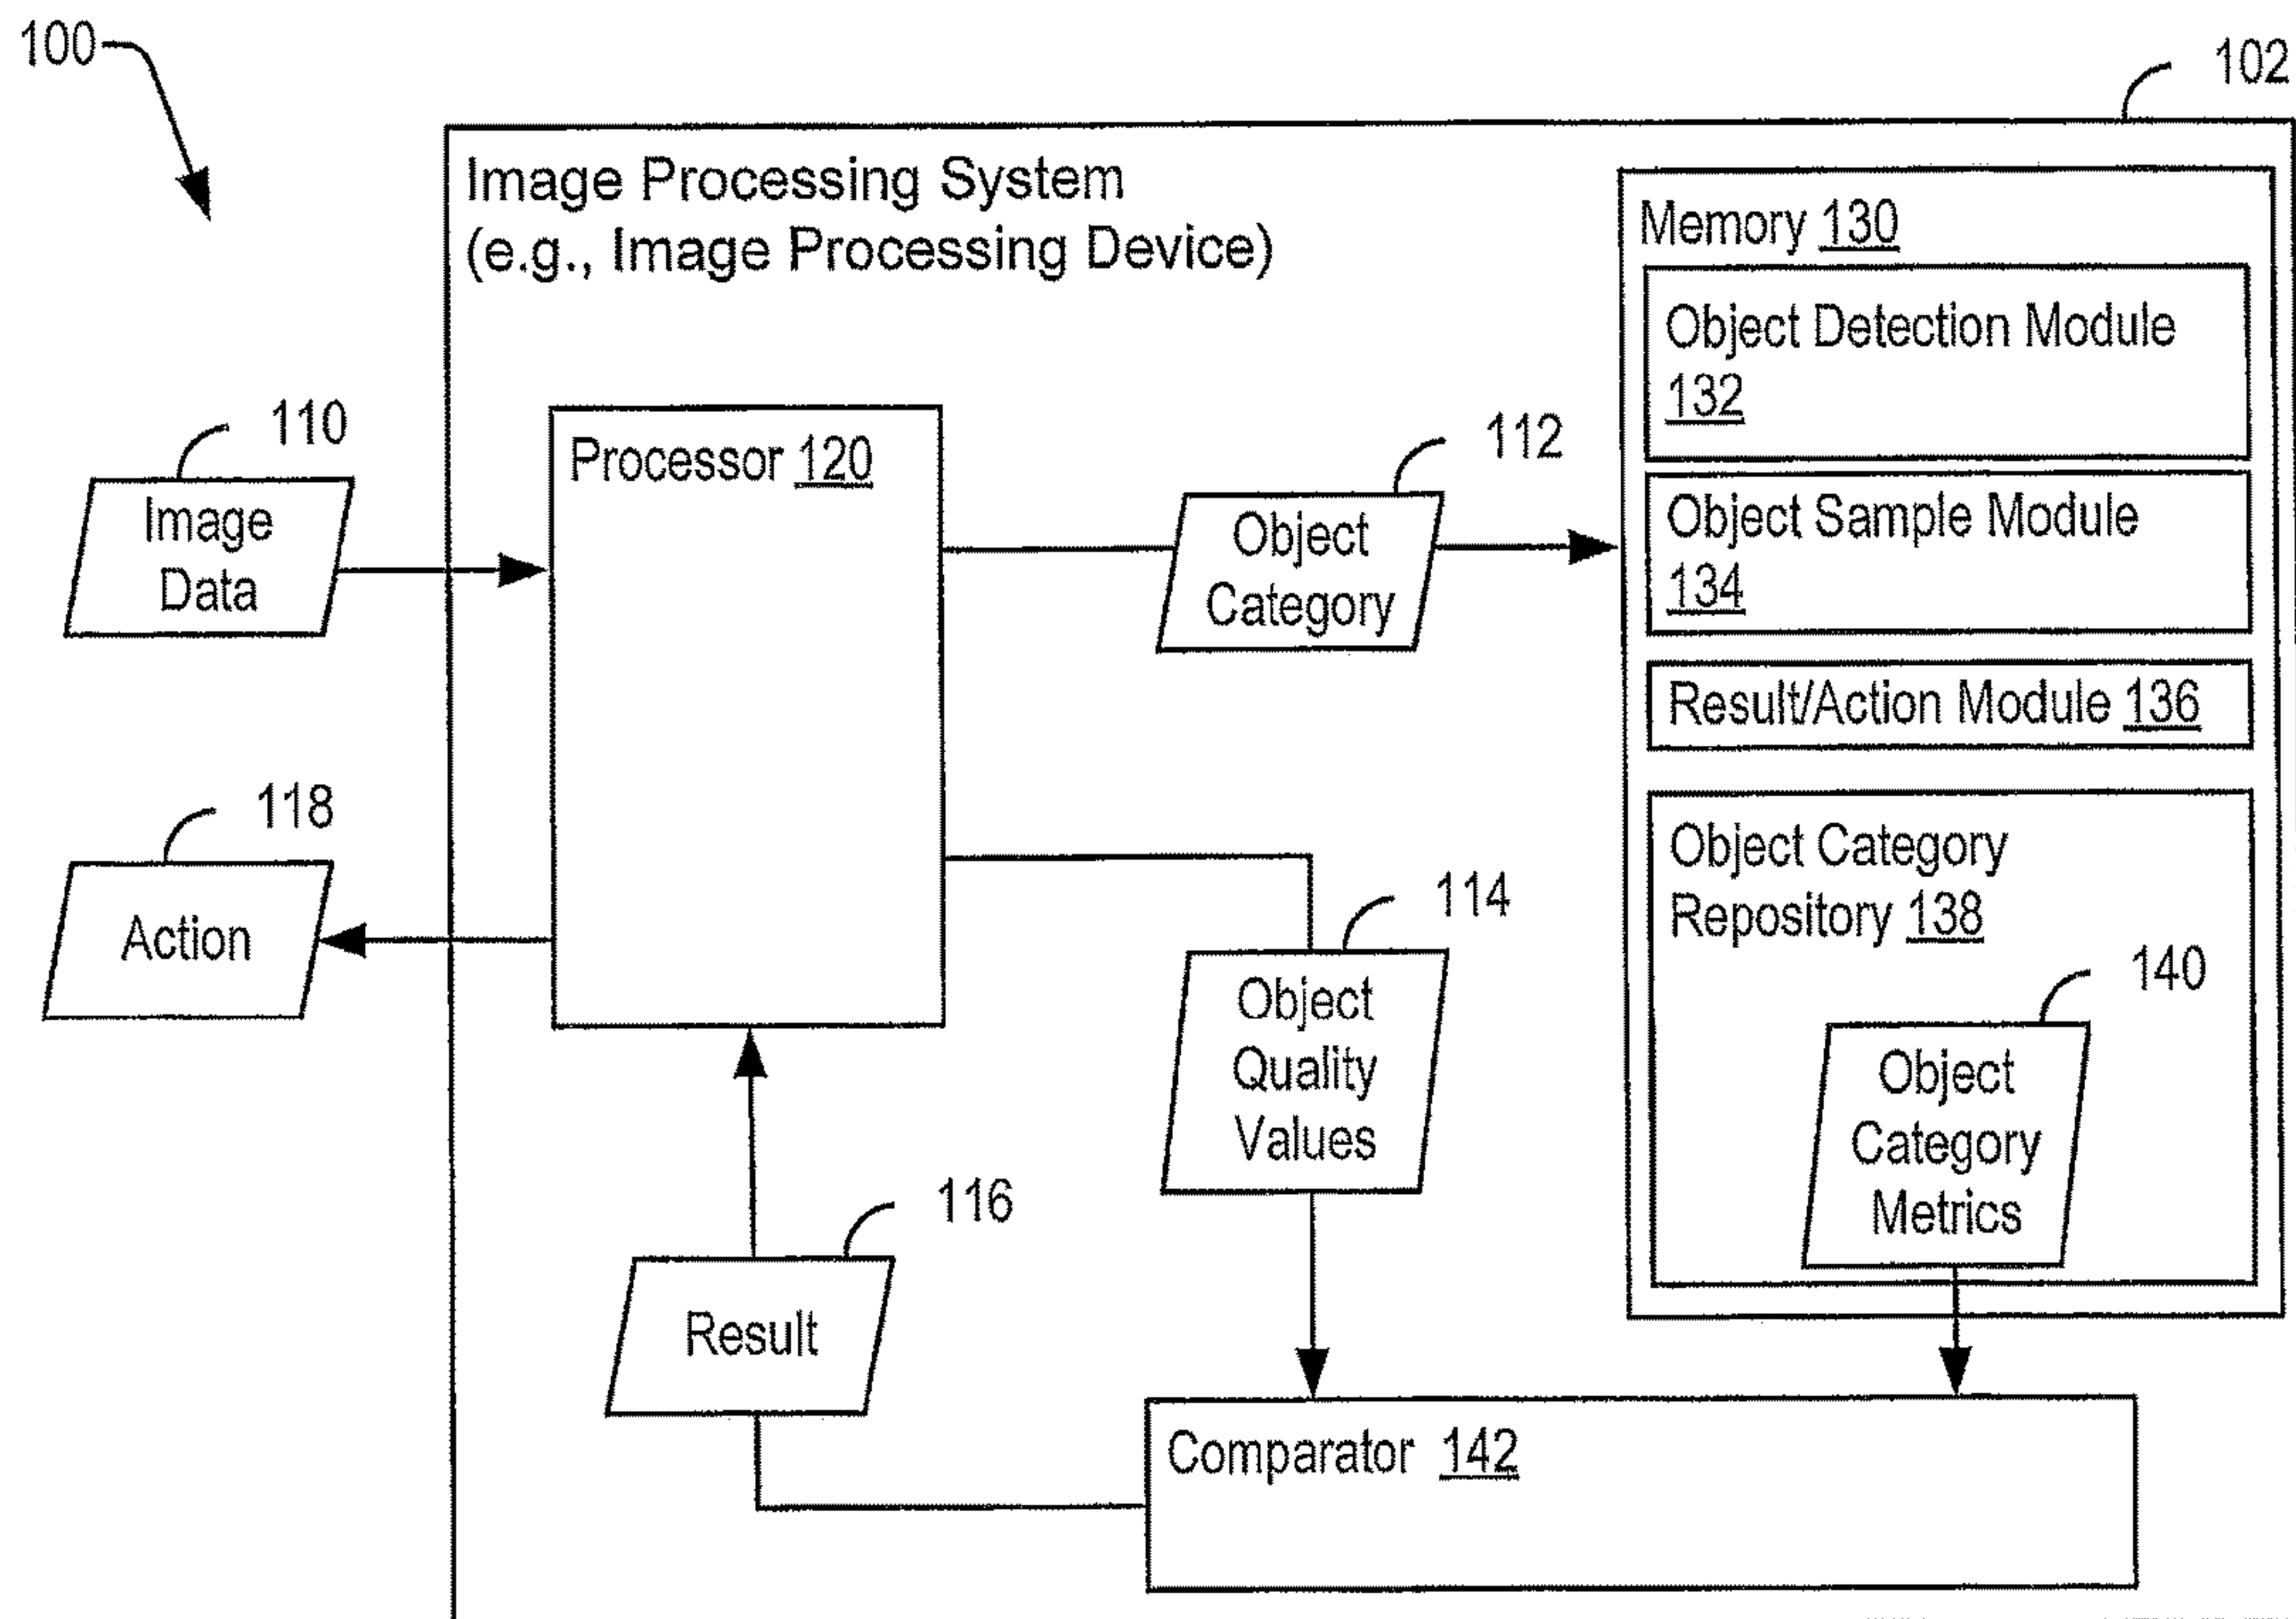 100
102
Image Processing System
(e.g., Image Processing Device)
Memory 130
Object Detection Module
132
Object Sample Module
134
Result/Action Module 136
Object Category
Repository 138
140
Object
Category
Metrics
110
Image
Data
Processor 120
112
Object
Category
118
Action
114
Object
Quality
Values
116
Result
Comparator 142